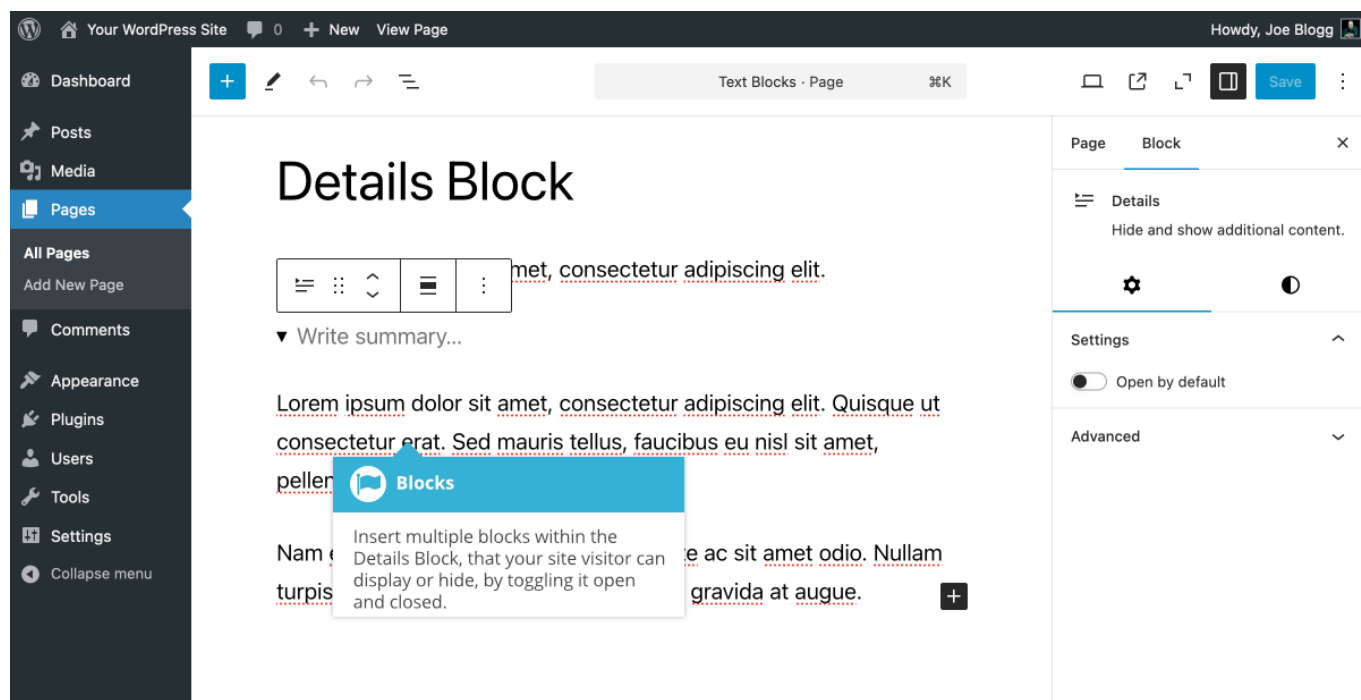 Your WordPress Site 0 New View Page Howdy, Joe Blogg
Dashboard
Posts
Media
Pages
All Pages
Add New Page
Comments
Appearance
Plugins
Users
Tools
Settings
Collapse menu
Text Blocks · Page ⌘K
Save
Details Block
met, consectetur adipiscing elit.
Write summary...
Lorem ipsum dolor sit amet, consectetur adipiscing elit. Quisque ut
consectetur erat. Sed mauris tellus, faucibus eu nisl sit amet,
pellen
Nam ac sit amet odio. Nullam
turpis gravida at augue.
Blocks
Insert multiple blocks within the
Details Block, that your site visitor can
display or hide, by toggling it open
and closed.
Page Block
Details
Hide and show additional content.
Settings
Open by default
Advanced